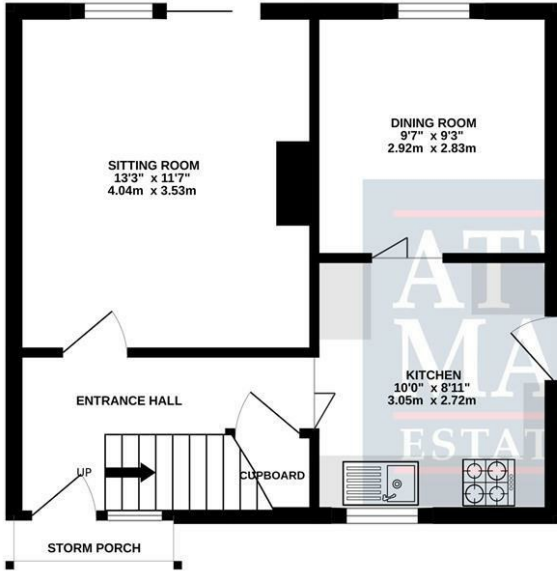 DINING ROOM
9'7" x 9'3"
2.92m x 2.83m
SITTING ROOM
13'3" x 11'7"
4.04m x 3.53m
KITCHEN
10'0" x 8'11"
3.05m x 2.72m
ENTRANCE HALL
UP
CUPBOARD
STORM PORCH